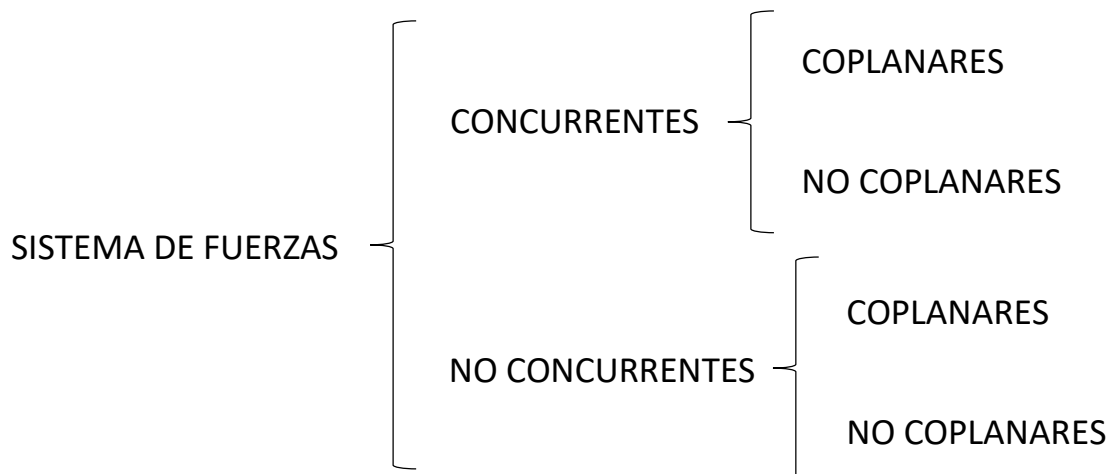 SISTEMA DE FUERZAS
CONCURRENTES
COPLANARES
NO COPLANARES
NO CONCURRENTES
COPLANARES
NO COPLANARES